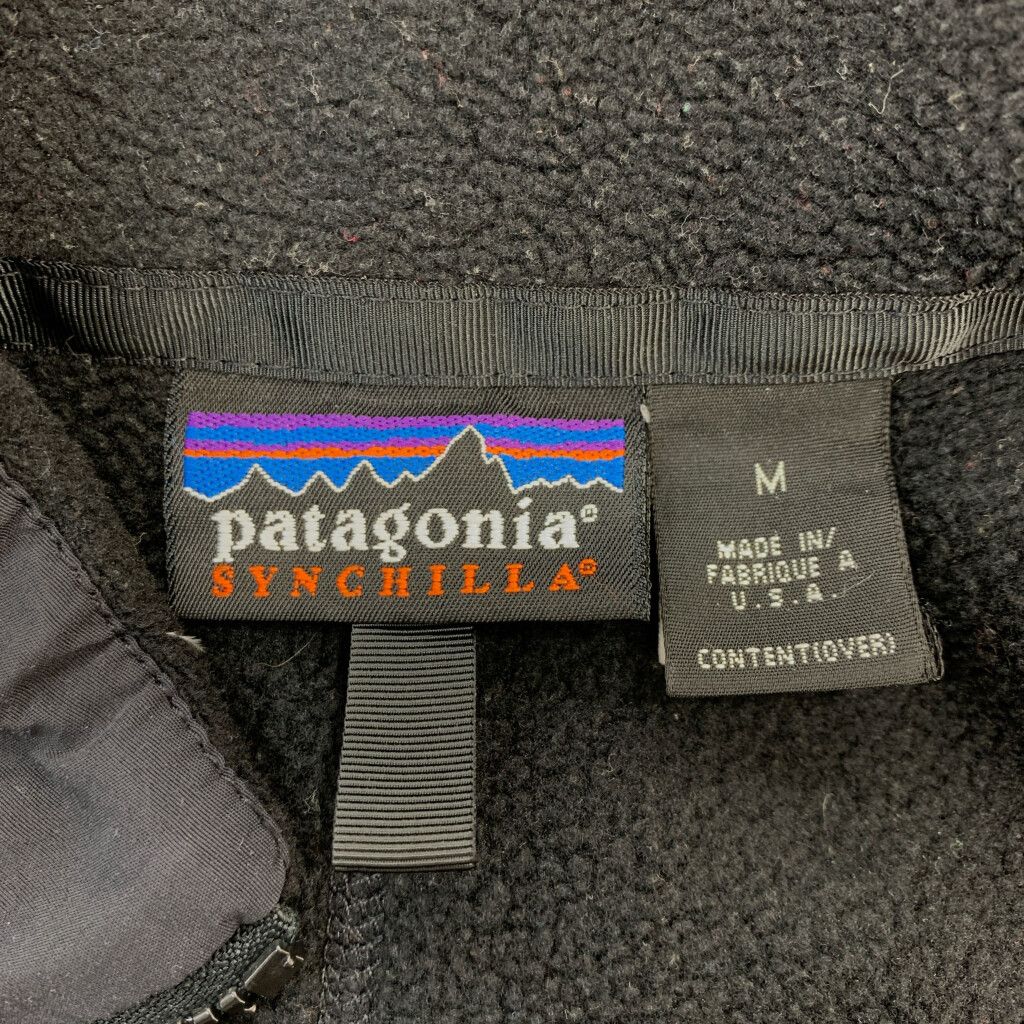 patagonia®
SYNCHILLA®
M
MADE IN/
FABRIQUE A
U.S.A.
CONTENT(OVER)